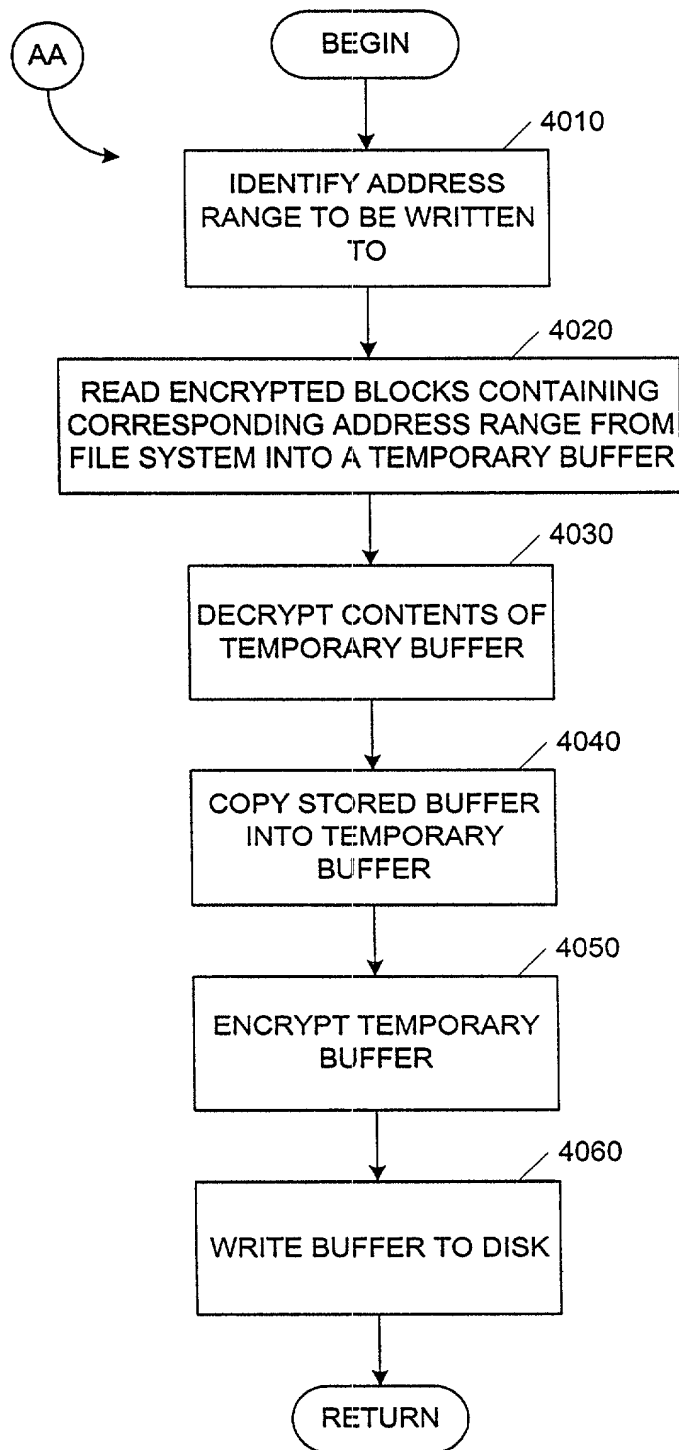 AA
BEGIN
4010
IDENTIFY ADDRESS
RANGE TO BE WRITTEN
TO
4020
READ ENCRYPTED BLOCKS CONTAINING
CORRESPONDING ADDRESS RANGE FROM
FILE SYSTEM INTO A TEMPORARY BUFFER
4030
DECRYPT CONTENTS OF
TEMPORARY BUFFER
4040
COPY STORED BUFFER
INTO TEMPORARY
BUFFER
4050
ENCRYPT TEMPORARY
BUFFER
4060
WRITE BUFFER TO DISK
RETURN